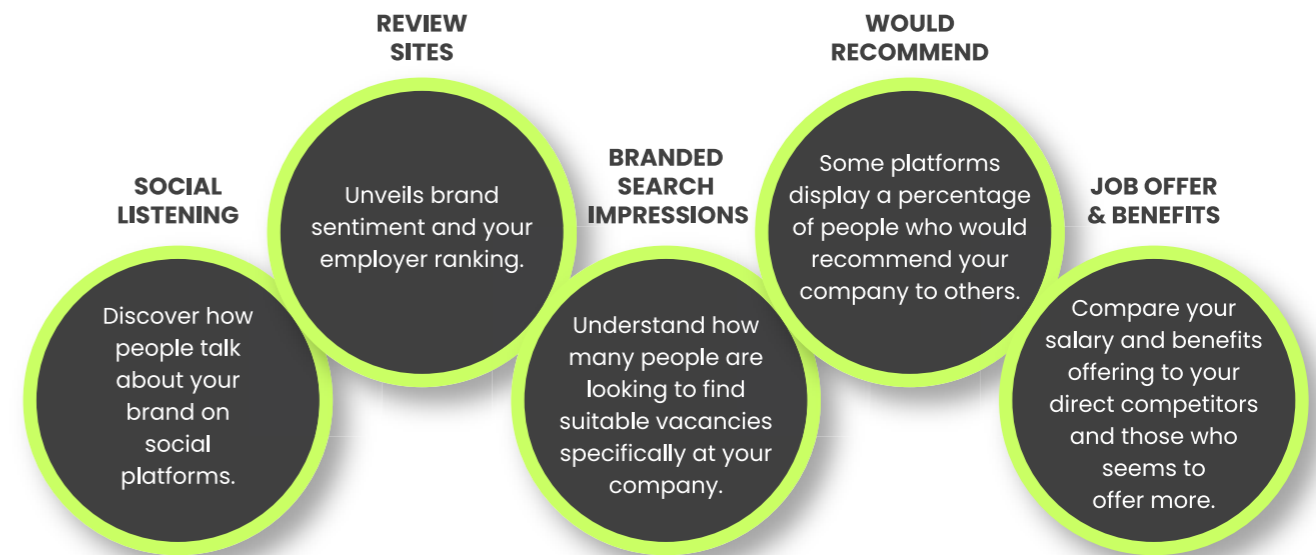 SOCIAL
LISTENING
Discover how
people talk
about your
brand on
social
platforms.
REVIEW
SITES
Unveils brand
sentiment and your
employer ranking.
BRANDED
SEARCH
IMPRESSIONS
Understand how
many people are
looking to find
suitable vacancies
specifically at your
company.
WOULD
RECOMMEND
Some platforms
display a percentage
of people who would
recommend your
company to others.
JOB OFFER
& BENEFITS
Compare your
salary and benefits
offering to your
direct competitors
and those who
seems to
offer more.